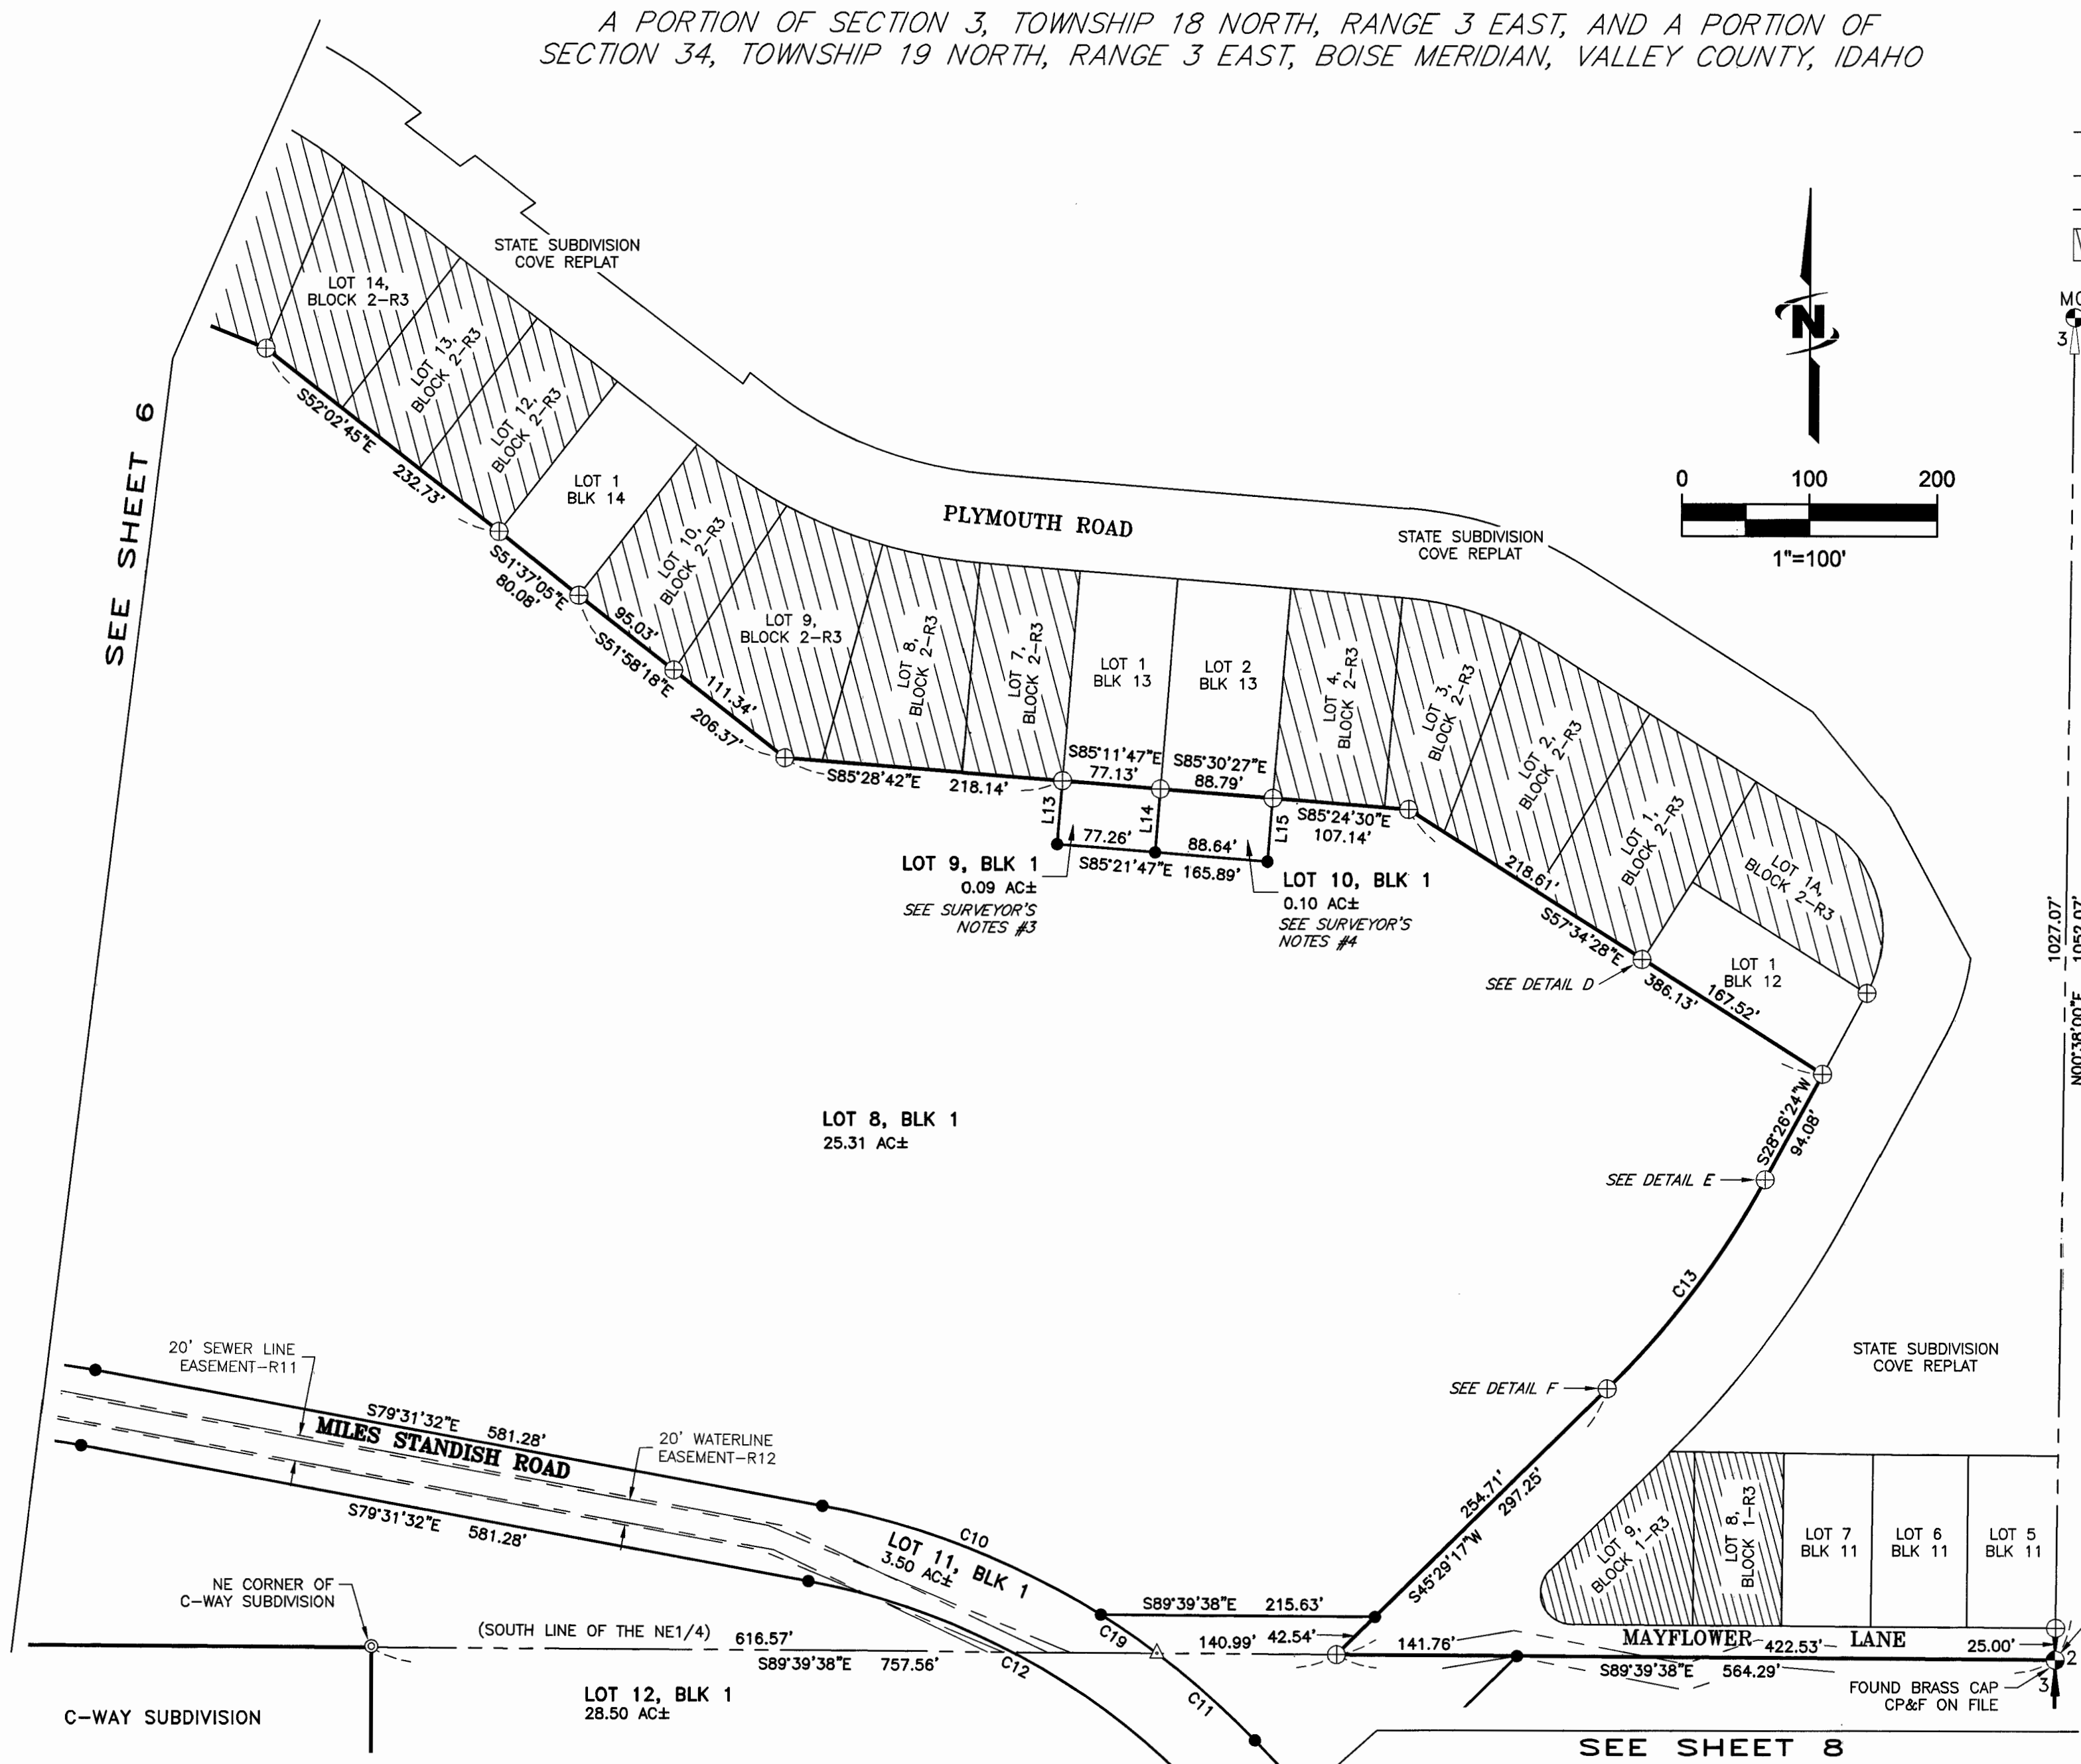 A PORTION OF SECTION 3, TOWNSHIP 18 NORTH, RANGE 3 EAST, AND A PORTION OF
SECTION 34, TOWNSHIP 19 NORTH, RANGE 3 EAST, BOISE MERIDIAN, VALLEY COUNTY, IDAHO
STATE SUBDIVISION
COVE REPLAT
LOT 14,
BLOCK 2-R3
LOT 13,
BLOCK 2-R3
LOT 12,
BLOCK 2-R3
LOT 1
BLK 14
LOT 10,
BLOCK 2-R3
LOT 9,
BLOCK 2-R3
LOT 8,
BLOCK 2-R3
LOT 7,
BLOCK 2-R3
LOT 1
BLK 13
LOT 2
BLK 13
LOT 4,
BLOCK 2-R3
LOT 3,
BLOCK 2-R3
LOT 2,
BLOCK 2-R3
LOT 1,
BLOCK 2-R3
LOT 1A,
BLOCK 2-R3
LOT 1
BLK 12
PLYMOUTH ROAD
STATE SUBDIVISION
COVE REPLAT
N
0 100 200
1"=100'
3
SEE SHEET 6
S52°02'45"E 232.73'
S51°37'05"E
80.08'
95.03'
S51°58'18"E
111.34'
206.37'
S85°28'42"E 218.14'
S85°11'47"E
77.13'
S85°30'27"E
88.79'
S85°24'30"E
107.14'
L13
L14
L15
77.26'
88.64'
S85°21'47"E 165.89'
LOT 9, BLK 1
0.09 AC±
SEE SURVEYOR'S
NOTES #3
LOT 10, BLK 1
0.10 AC±
SEE SURVEYOR'S
NOTES #4
218.61'
S57°34'28"E
386.13'
167.52'
SEE DETAIL D
1027.07'
N00°38'00"E 1052.07'
S28°26'24"W
94.08'
SEE DETAIL E
LOT 8, BLK 1
25.31 AC±
C13
SEE DETAIL F
STATE SUBDIVISION
COVE REPLAT
20' SEWER LINE
EASEMENT-R11
S79°31'32"E 581.28'
MILES STANDISH ROAD
20' WATERLINE
EASEMENT-R12
S79°31'32"E 581.28'
C10
LOT 11, BLK 1
3.50 AC±
254.71'
S45°29'17"W 297.25'
LOT 9,
BLOCK 1-R3
LOT 8,
BLOCK 1-R3
LOT 7
BLK 11
LOT 6
BLK 11
LOT 5
BLK 11
NE CORNER OF
C-WAY SUBDIVISION
(SOUTH LINE OF THE NE1/4)
616.57'
S89°39'38"E 757.56'
S89°39'38"E 215.63'
C19
140.99'
42.54'
141.76'
MAYFLOWER LANE
422.53'
25.00'
S89°39'38"E 564.29'
2
3
FOUND BRASS CAP
CP&F ON FILE
C12
C11
LOT 12, BLK 1
28.50 AC±
C-WAY SUBDIVISION
SEE SHEET 8